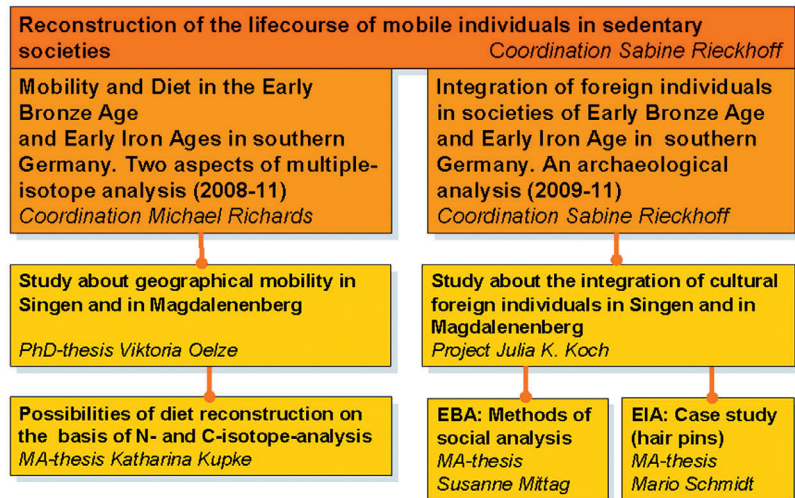 Reconstruction of the lifecourse of mobile individuals in sedentary
societies Coordination Sabine Rieckhoff
Mobility and Diet in the Early
Bronze Age
and Early Iron Ages in southern
Germany. Two aspects of multiple-
isotope analysis (2008-11)
Coordination Michael Richards
Integration of foreign individuals
in societies of Early Bronze Age
and Early Iron Age in southern
Germany. An archaeological
analysis (2009-11)
Coordination Sabine Rieckhoff
Study about geographical mobility in
Singen and in Magdalenenberg
PhD-thesis Viktoria Oelze
Study about the integration of cultural
foreign individuals in Singen and in
Magdalenenberg
Project Julia K. Koch
Possibilities of diet reconstruction on
the basis of N- and C-isotope-analysis
MA-thesis Katharina Kupke
EBA: Methods of
social analysis
MA-thesis
Susanne Mittag
EIA: Case study
(hair pins)
MA-thesis
Mario Schmidt